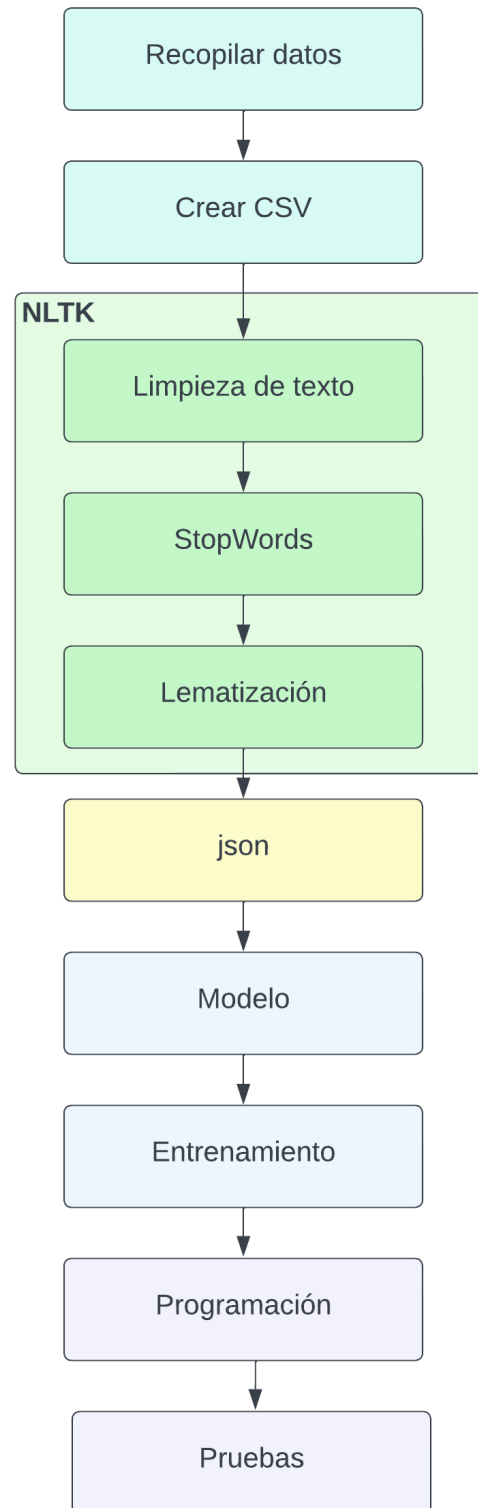 Recopilar datos
Crear CSV
NLTK
Limpieza de texto
StopWords
Lematización
json
Modelo
Entrenamiento
Programación
Pruebas